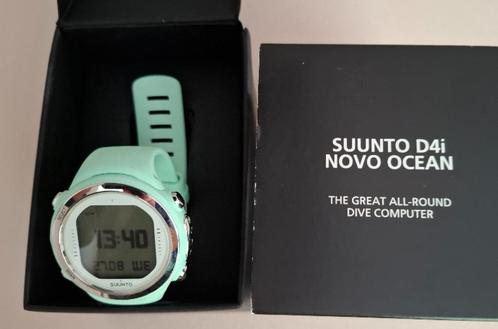 13:40
27.08 WE
SUUNTO
SUUNTO D4i
NOVO OCEAN
THE GREAT ALL-ROUND
DIVE COMPUTER